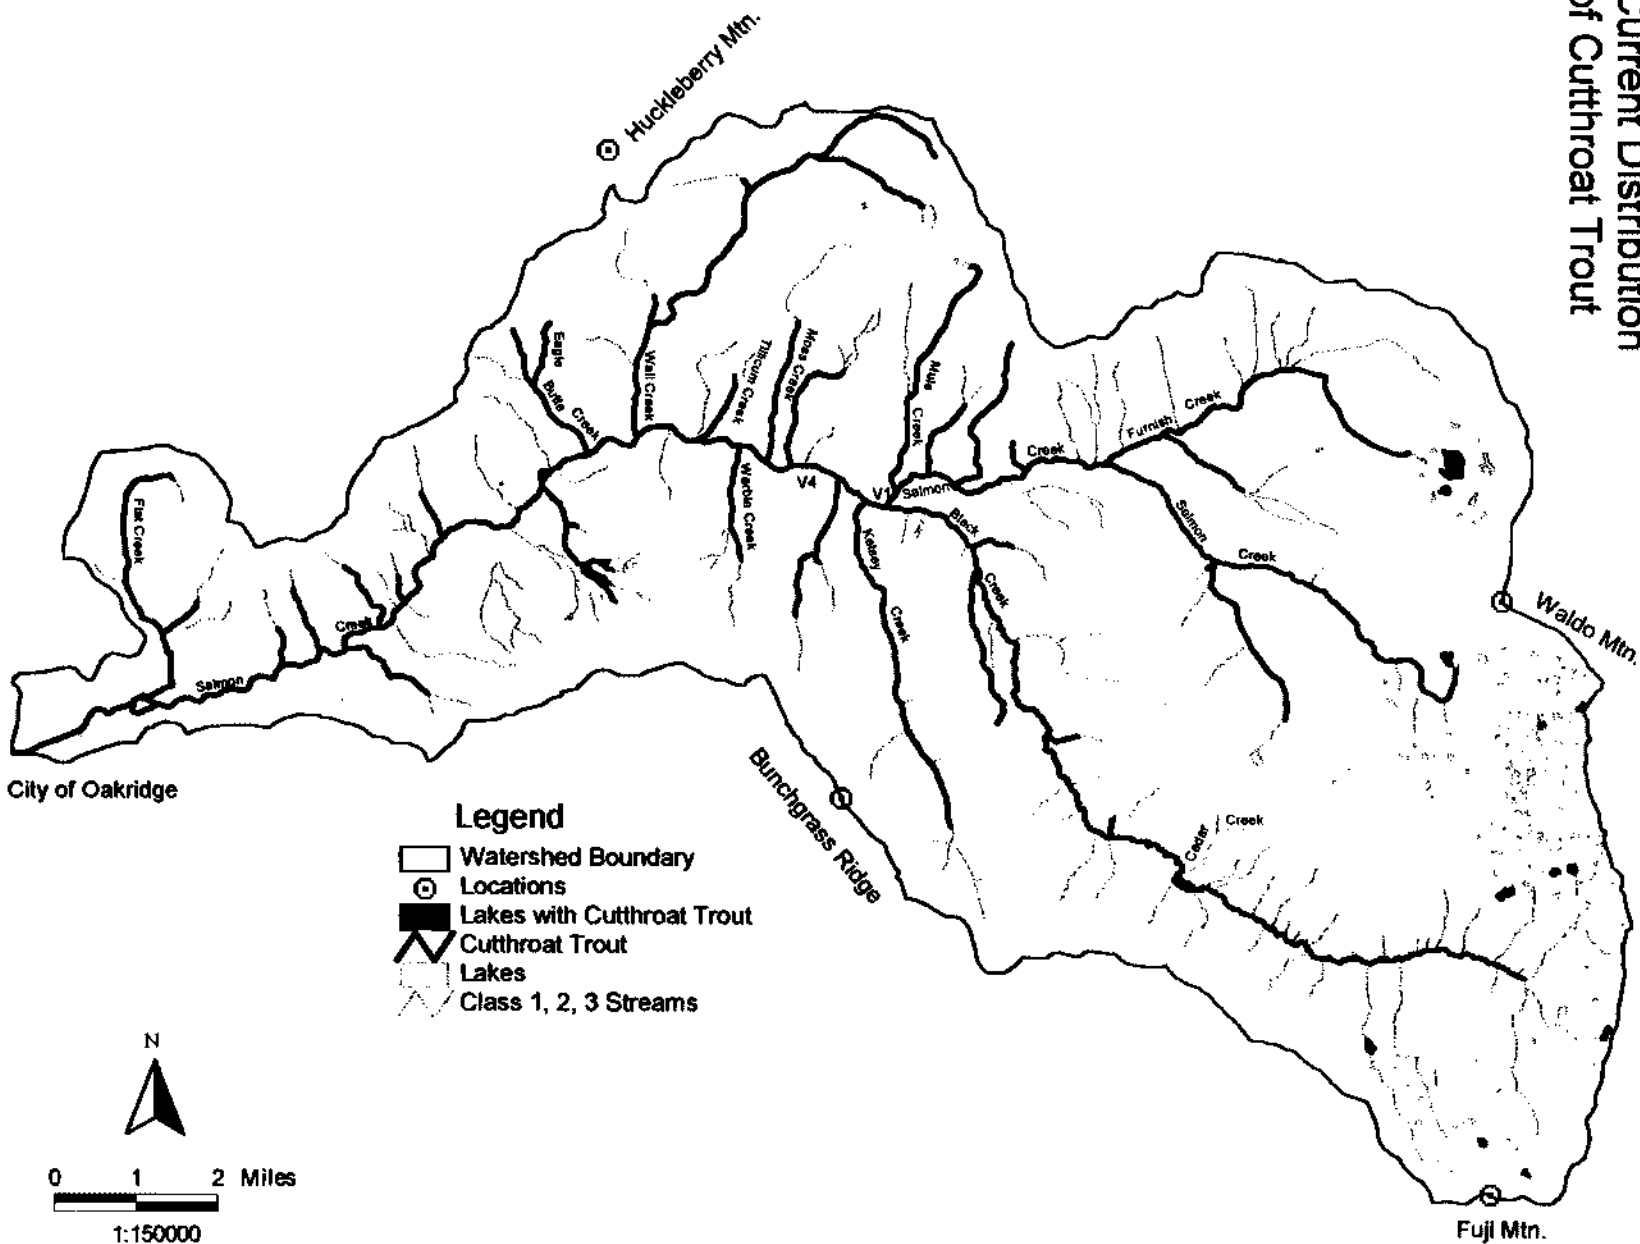 Current Distribution
of Cutthroat Trout
Huckleberry Mtn.
Eagle
Butte
Creek
Wall Creek
Tillicum Creek
Moss Creek
Mule
Creek
Furnish
Creek
Creek
Flat Creek
Warble Creek
V4
V1
Salmon
Black
Creek
Kelsey
Creek
Salmon
Creek
Waldo Mtn.
Creek
Salmon
City of Oakridge
Bunchgrass Ridge
Cedar
Creek
Legend
Watershed Boundary
Locations
Lakes with Cutthroat Trout
Cutthroat Trout
Lakes
Class 1, 2, 3 Streams
N
0 1 2 Miles
1:150000
Fuji Mtn.